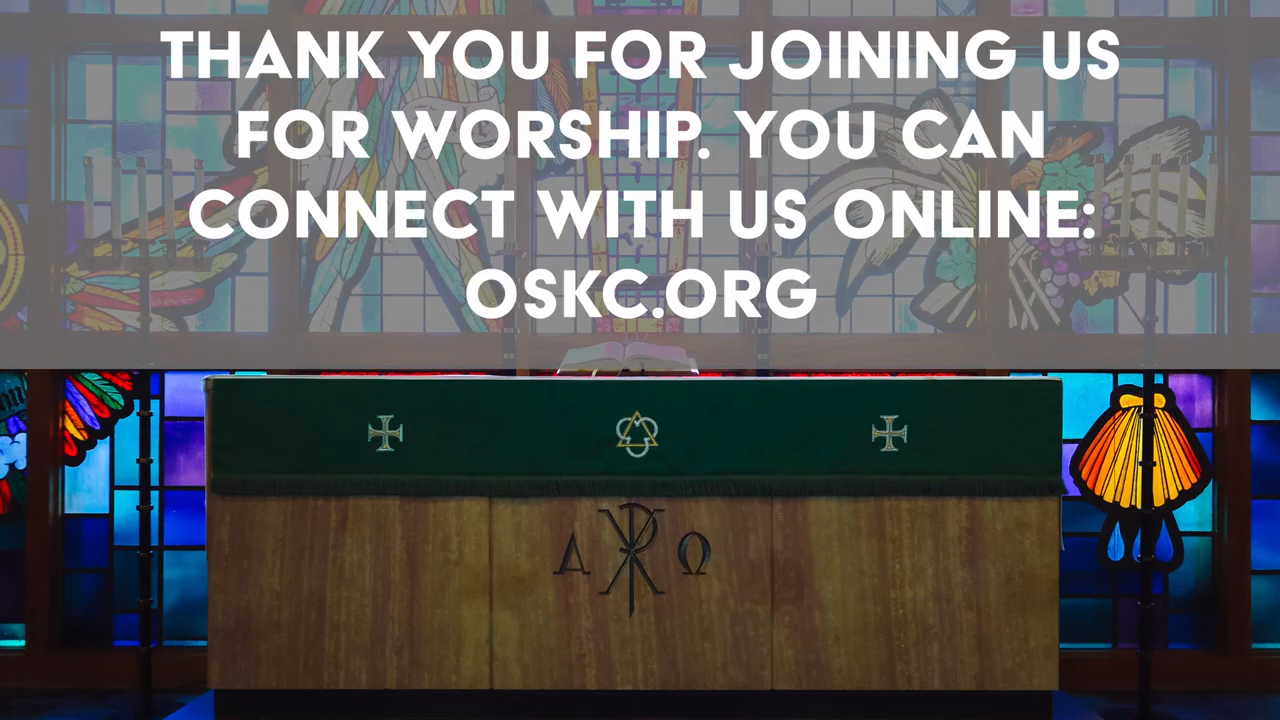 THANK YOU FOR JOINING US
FOR WORSHIP. YOU CAN
CONNECT WITH US ONLINE:
OSKC.ORG
Α ☧ Ω